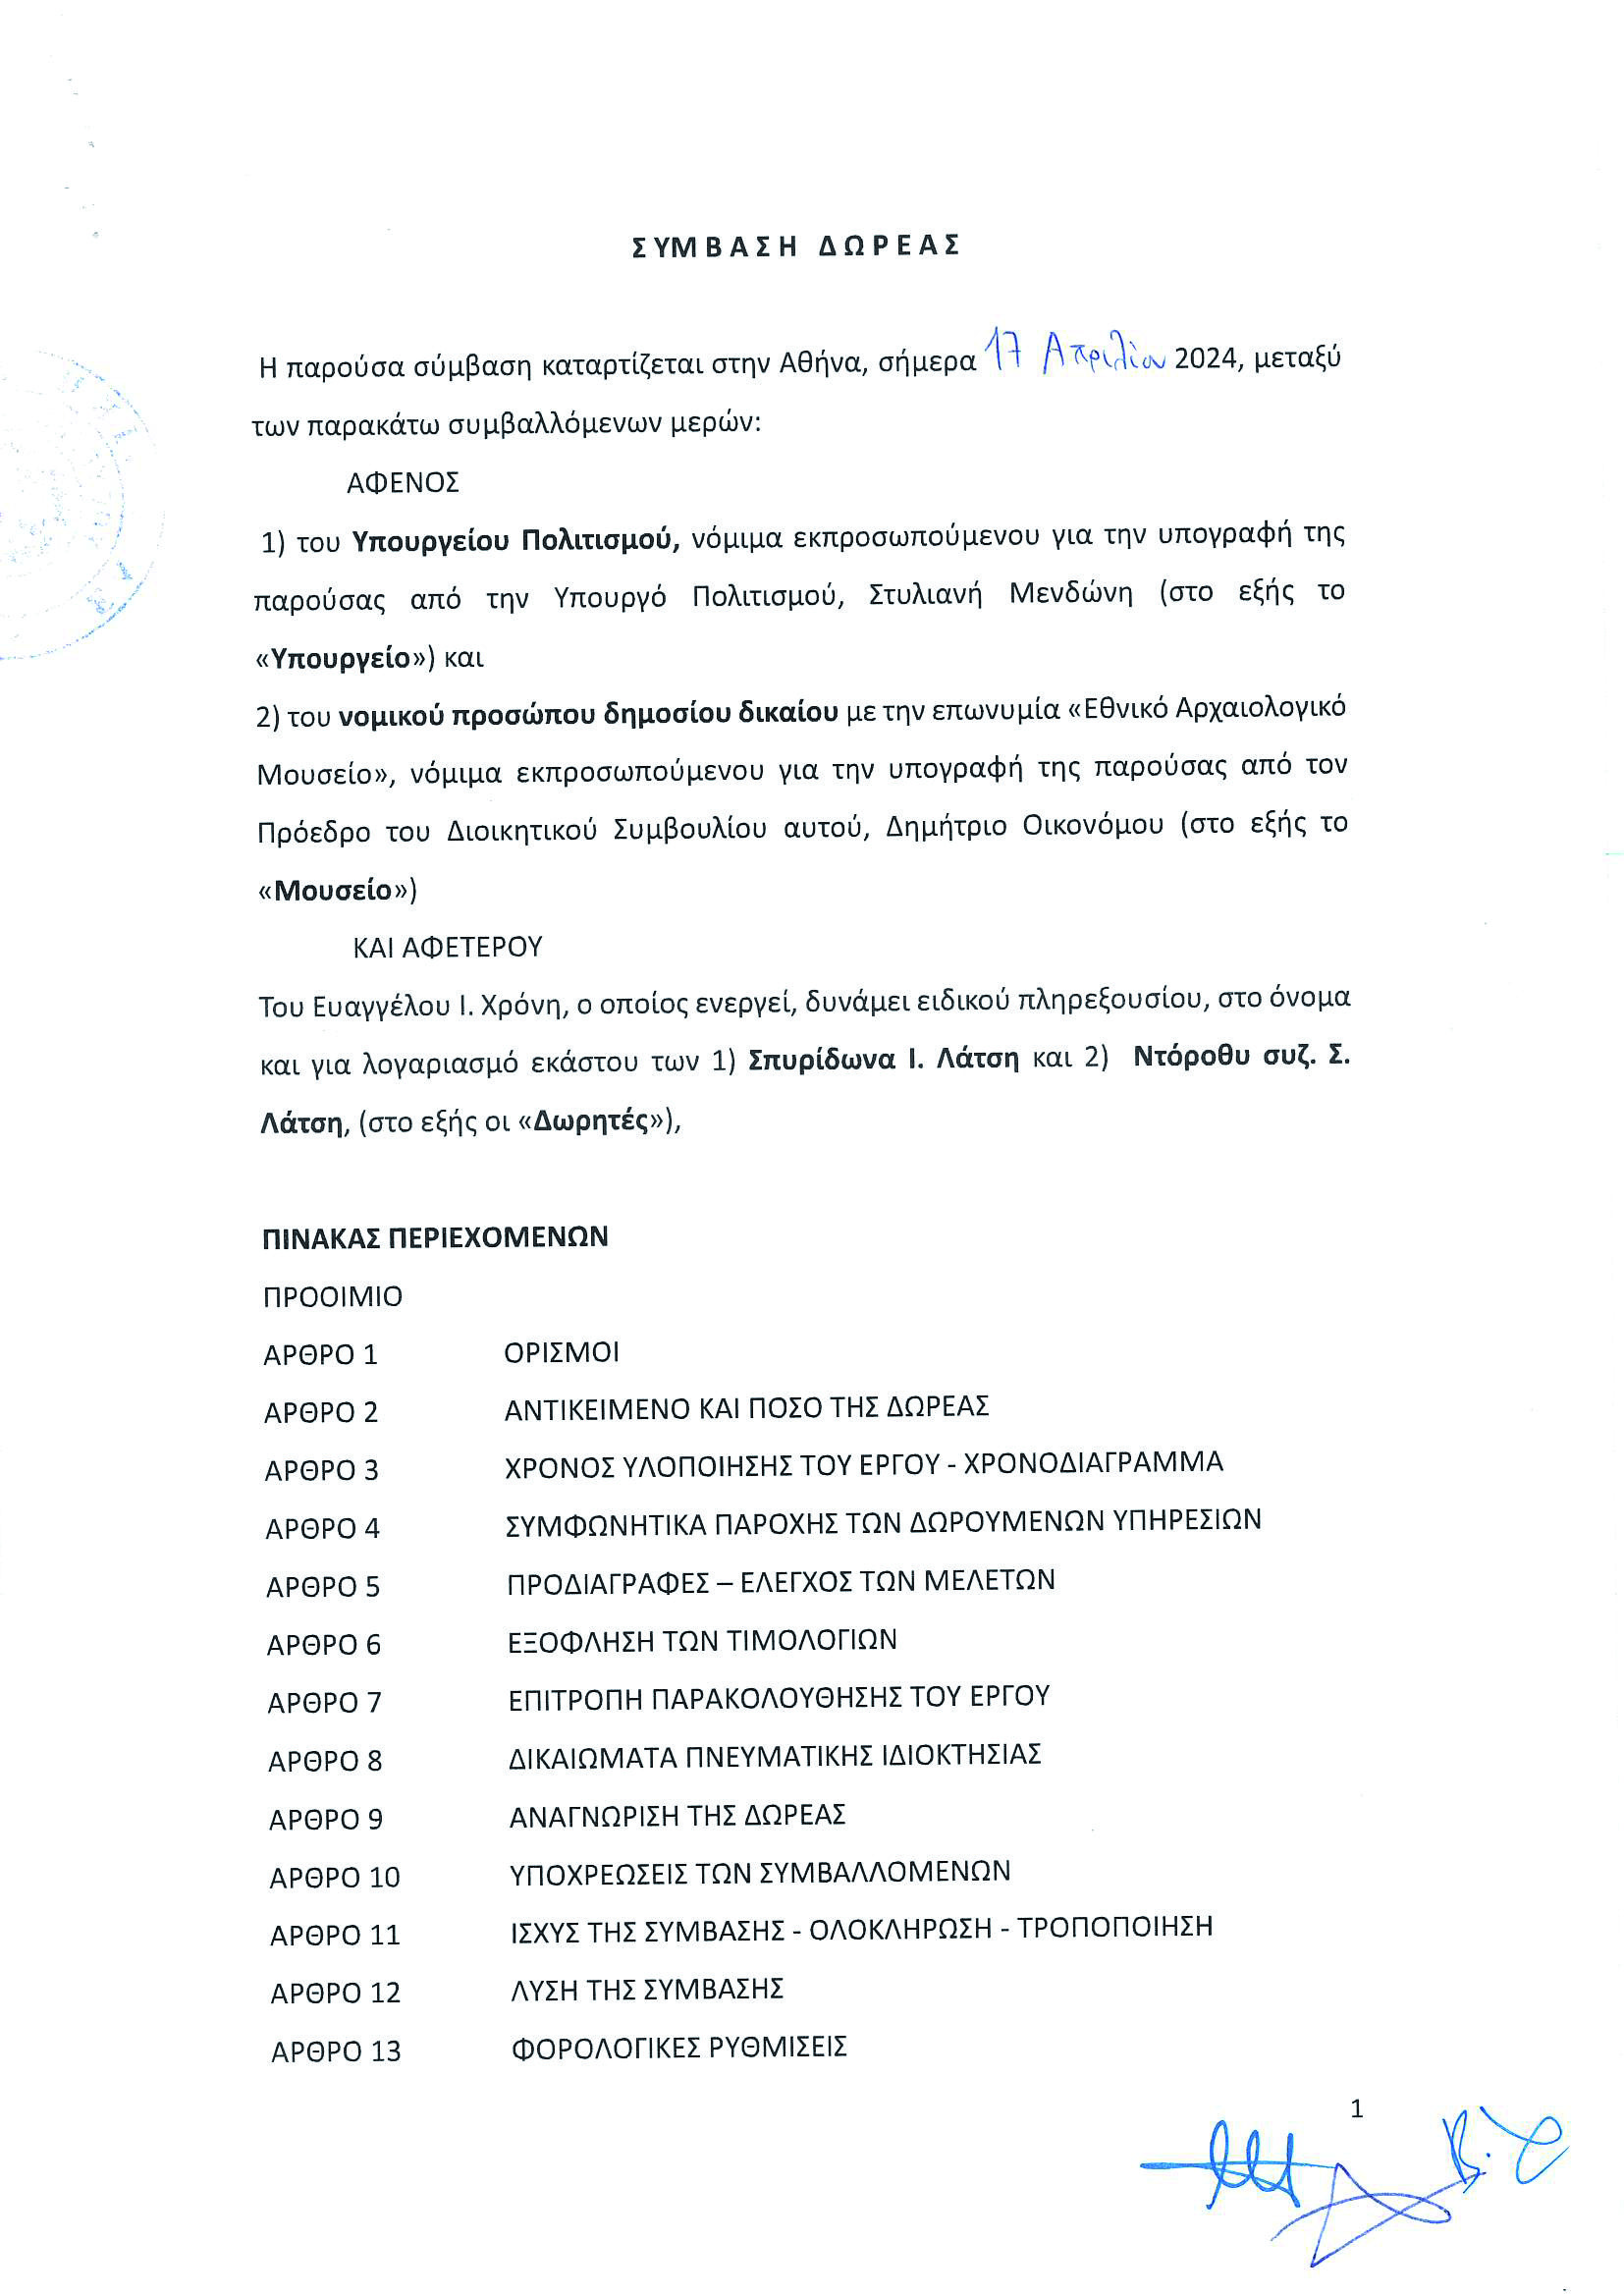 ΣΥΜΒΑΣΗ ΔΩΡΕΑΣ
Η παρούσα σύμβαση καταρτίζεται στην Αθήνα, σήμερα 17 Απριλίου 2024, μεταξύ
των παρακάτω συμβαλλόμενων μερών:
ΑΦΕΝΟΣ
1) του Υπουργείου Πολιτισμού, νόμιμα εκπροσωπούμενου για την υπογραφή της
παρούσας από την Υπουργό Πολιτισμού, Στυλιανή Μενδώνη (στο εξής το
«Υπουργείο») και
2) του νομικού προσώπου δημοσίου δικαίου με την επωνυμία «Εθνικό Αρχαιολογικό
Μουσείο», νόμιμα εκπροσωπούμενου για την υπογραφή της παρούσας από τον
Πρόεδρο του Διοικητικού Συμβουλίου αυτού, Δημήτριο Οικονόμου (στο εξής το
«Μουσείο»)
ΚΑΙ ΑΦΕΤΕΡΟΥ
Του Ευαγγέλου Ι. Χρόνη, ο οποίος ενεργεί, δυνάμει ειδικού πληρεξουσίου, στο όνομα
και για λογαριασμό εκάστου των 1) Σπυρίδωνα Ι. Λάτση και 2) Ντόροθυ συζ. Σ.
Λάτση, (στο εξής οι «Δωρητές»),
ΠΙΝΑΚΑΣ ΠΕΡΙΕΧΟΜΕΝΩΝ
ΠΡΟΟΙΜΙΟ
ΑΡΘΡΟ 1 ΟΡΙΣΜΟΙ
ΑΡΘΡΟ 2 ΑΝΤΙΚΕΙΜΕΝΟ ΚΑΙ ΠΟΣΟ ΤΗΣ ΔΩΡΕΑΣ
ΑΡΘΡΟ 3 ΧΡΟΝΟΣ ΥΛΟΠΟΙΗΣΗΣ ΤΟΥ ΕΡΓΟΥ - ΧΡΟΝΟΔΙΑΓΡΑΜΜΑ
ΑΡΘΡΟ 4 ΣΥΜΦΩΝΗΤΙΚΑ ΠΑΡΟΧΗΣ ΤΩΝ ΔΩΡΟΥΜΕΝΩΝ ΥΠΗΡΕΣΙΩΝ
ΑΡΘΡΟ 5 ΠΡΟΔΙΑΓΡΑΦΕΣ – ΕΛΕΓΧΟΣ ΤΩΝ ΜΕΛΕΤΩΝ
ΑΡΘΡΟ 6 ΕΞΟΦΛΗΣΗ ΤΩΝ ΤΙΜΟΛΟΓΙΩΝ
ΑΡΘΡΟ 7 ΕΠΙΤΡΟΠΗ ΠΑΡΑΚΟΛΟΥΘΗΣΗΣ ΤΟΥ ΕΡΓΟΥ
ΑΡΘΡΟ 8 ΔΙΚΑΙΩΜΑΤΑ ΠΝΕΥΜΑΤΙΚΗΣ ΙΔΙΟΚΤΗΣΙΑΣ
ΑΡΘΡΟ 9 ΑΝΑΓΝΩΡΙΣΗ ΤΗΣ ΔΩΡΕΑΣ
ΑΡΘΡΟ 10 ΥΠΟΧΡΕΩΣΕΙΣ ΤΩΝ ΣΥΜΒΑΛΛΟΜΕΝΩΝ
ΑΡΘΡΟ 11 ΙΣΧΥΣ ΤΗΣ ΣΥΜΒΑΣΗΣ - ΟΛΟΚΛΗΡΩΣΗ - ΤΡΟΠΟΠΟΙΗΣΗ
ΑΡΘΡΟ 12 ΛΥΣΗ ΤΗΣ ΣΥΜΒΑΣΗΣ
ΑΡΘΡΟ 13 ΦΟΡΟΛΟΓΙΚΕΣ ΡΥΘΜΙΣΕΙΣ
1